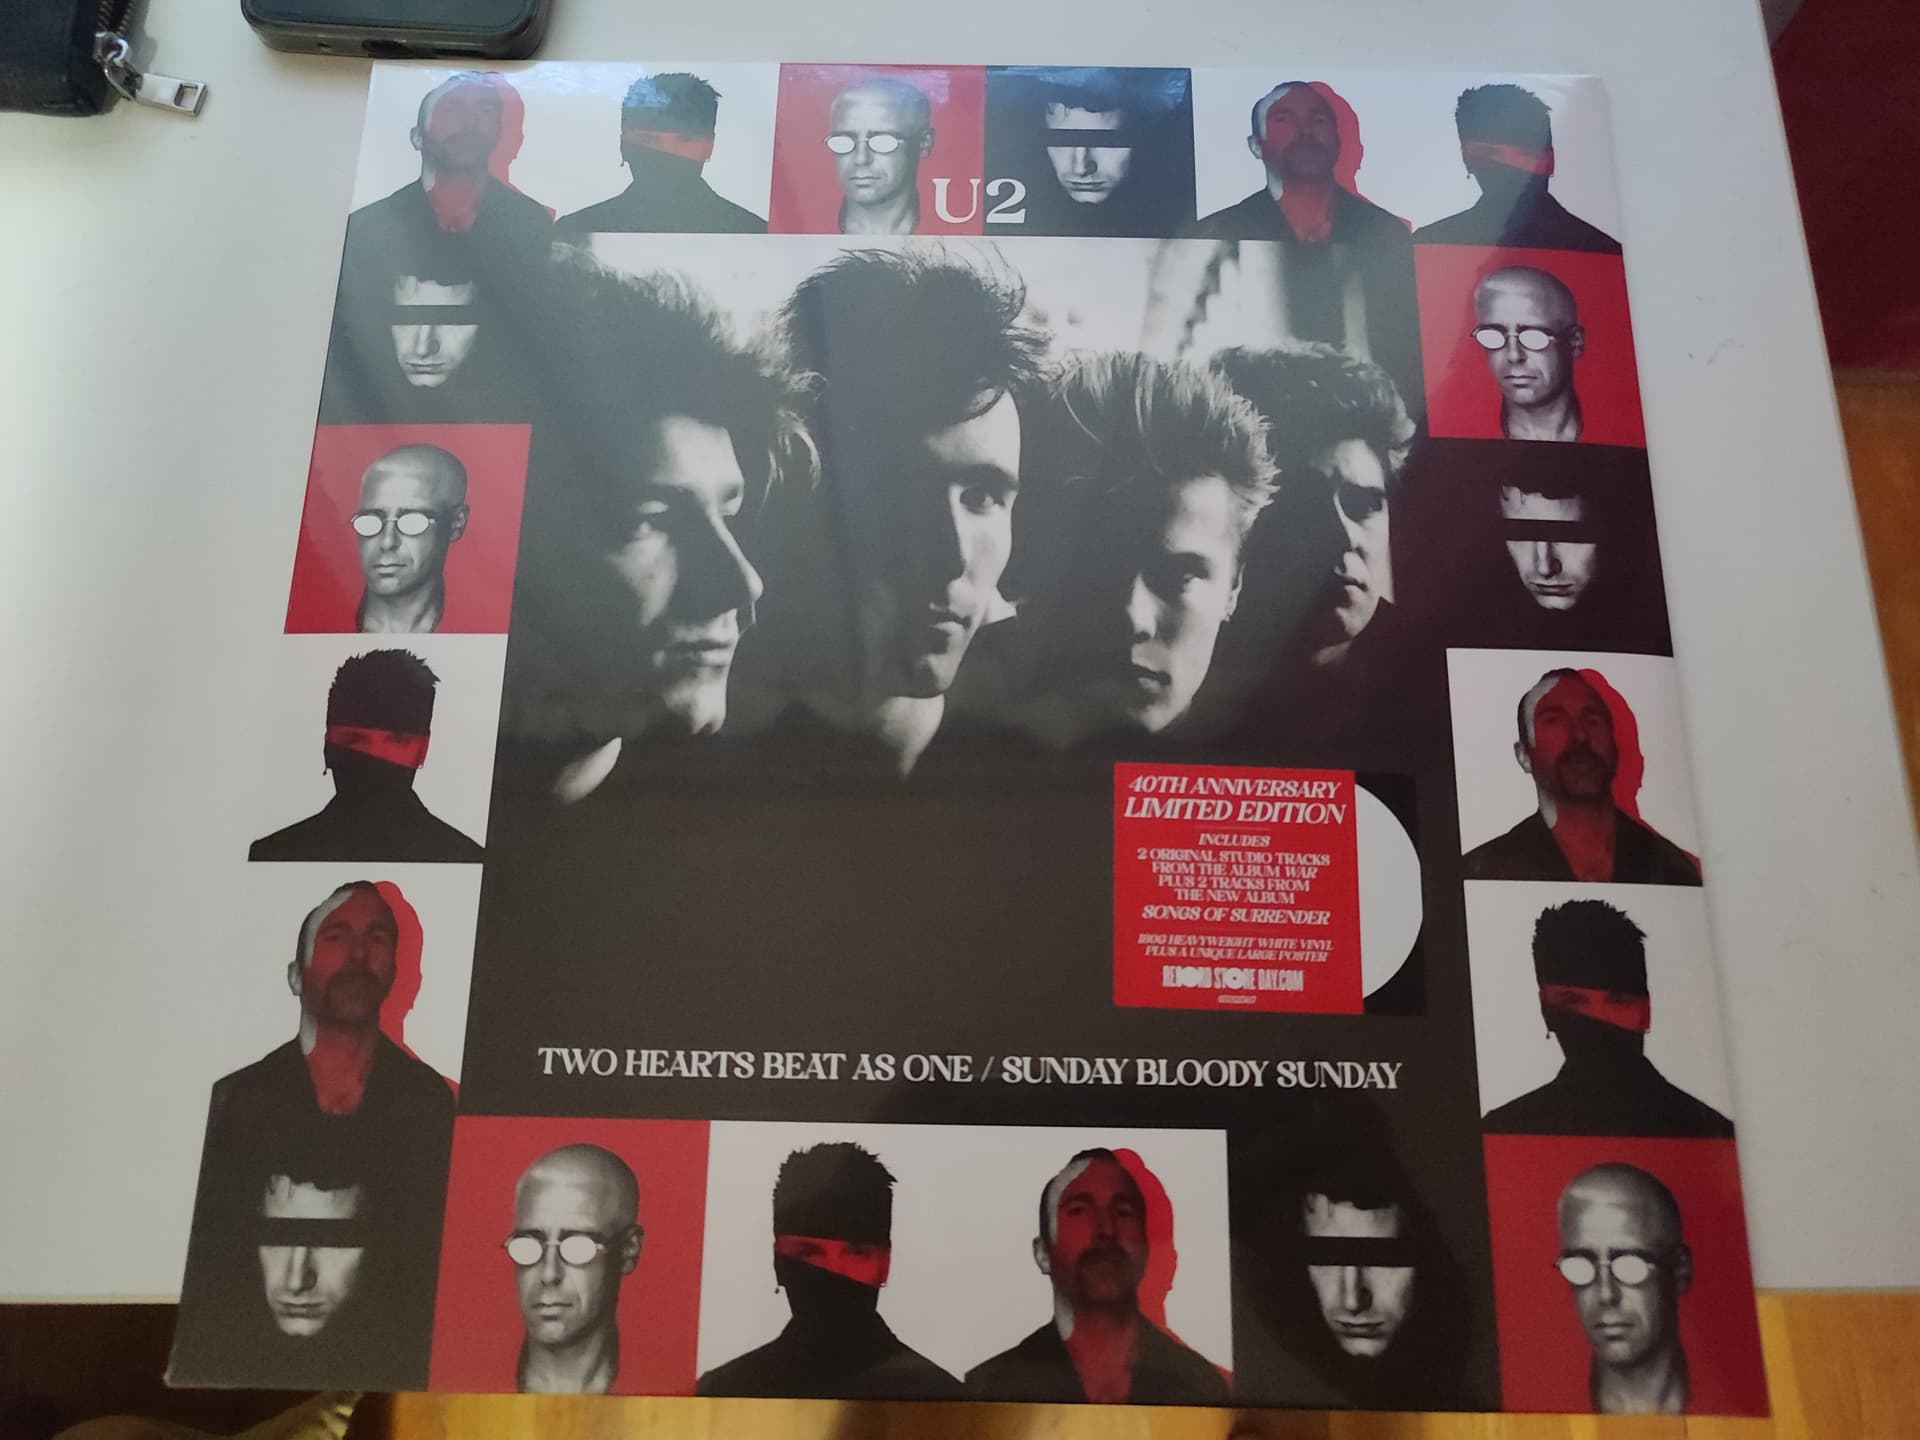 U2
40TH ANNIVERSARY
LIMITED EDITION
INCLUDES
2 ORIGINAL STUDIO TRACKS
FROM THE ALBUM WAR
PLUS 2 TRACKS FROM
THE NEW ALBUM
SONGS OF SURRENDER
180G HEAVYWEIGHT WHITE VINYL
PLUS A UNIQUE LARGE POSTER
RECORD STORE DAY.COM
TWO HEARTS BEAT AS ONE / SUNDAY BLOODY SUNDAY